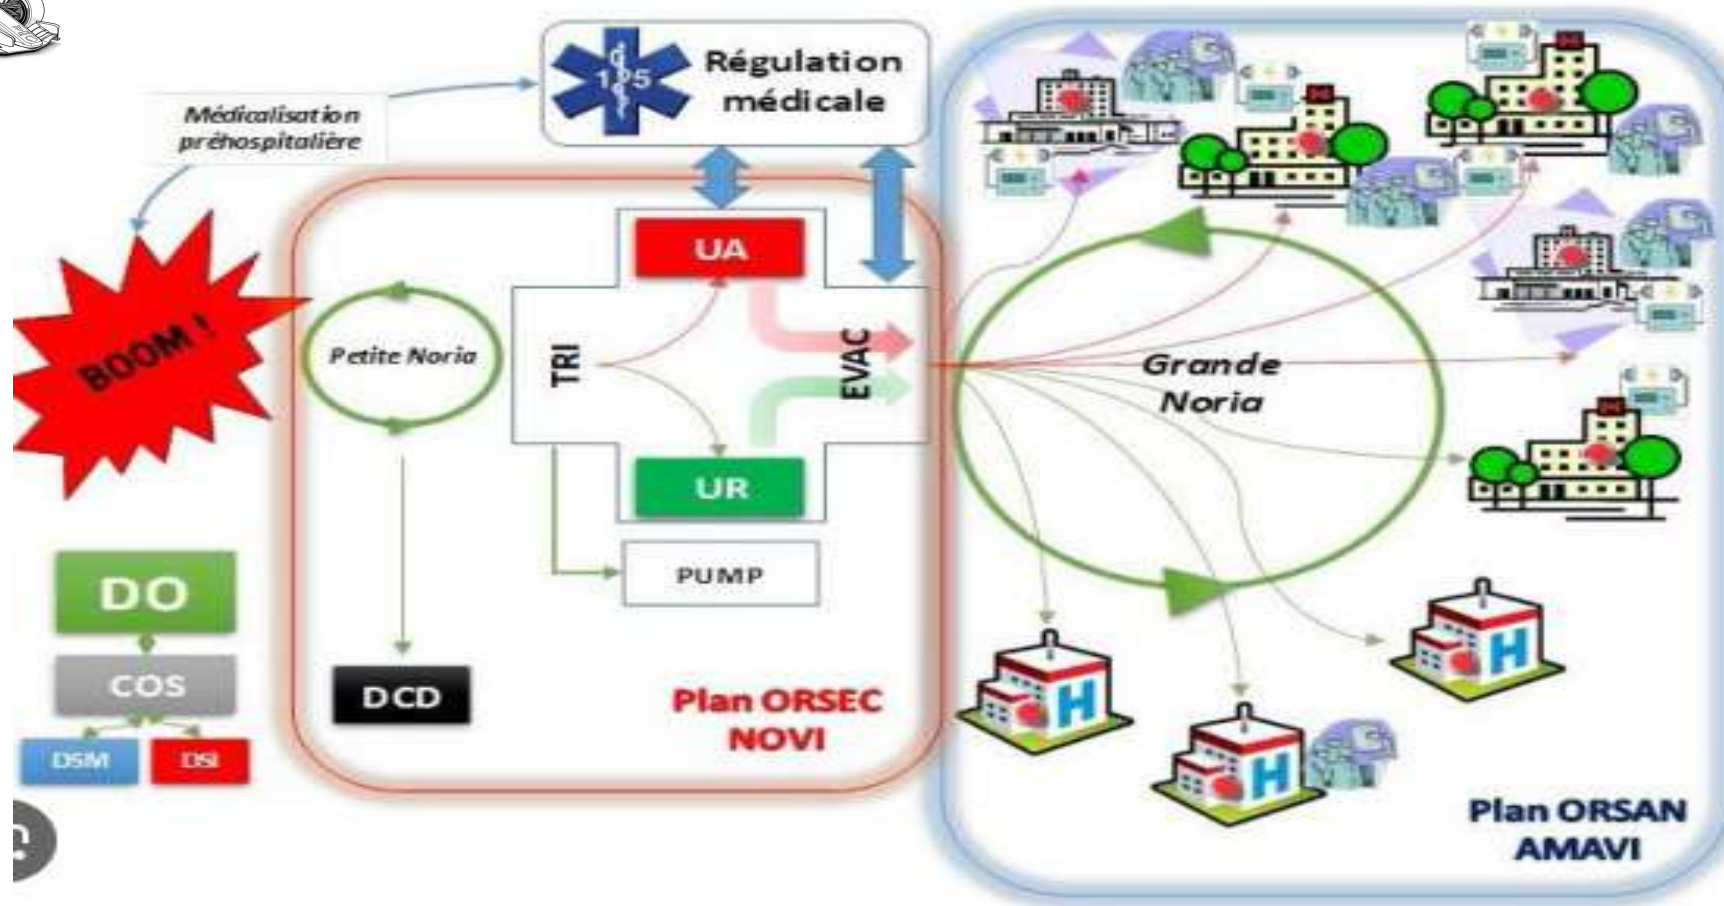 Régulation
médicale
Médicalisation
préhospitalière
BOOM !
Petite Noria
TRI
UA
EVAC
UR
PUMP
DCD
Plan ORSEC
NOVI
DO
COS
DSM
DSI
Grande
Noria
H
H
H
H
H
H
Plan ORSAN
AMAVI